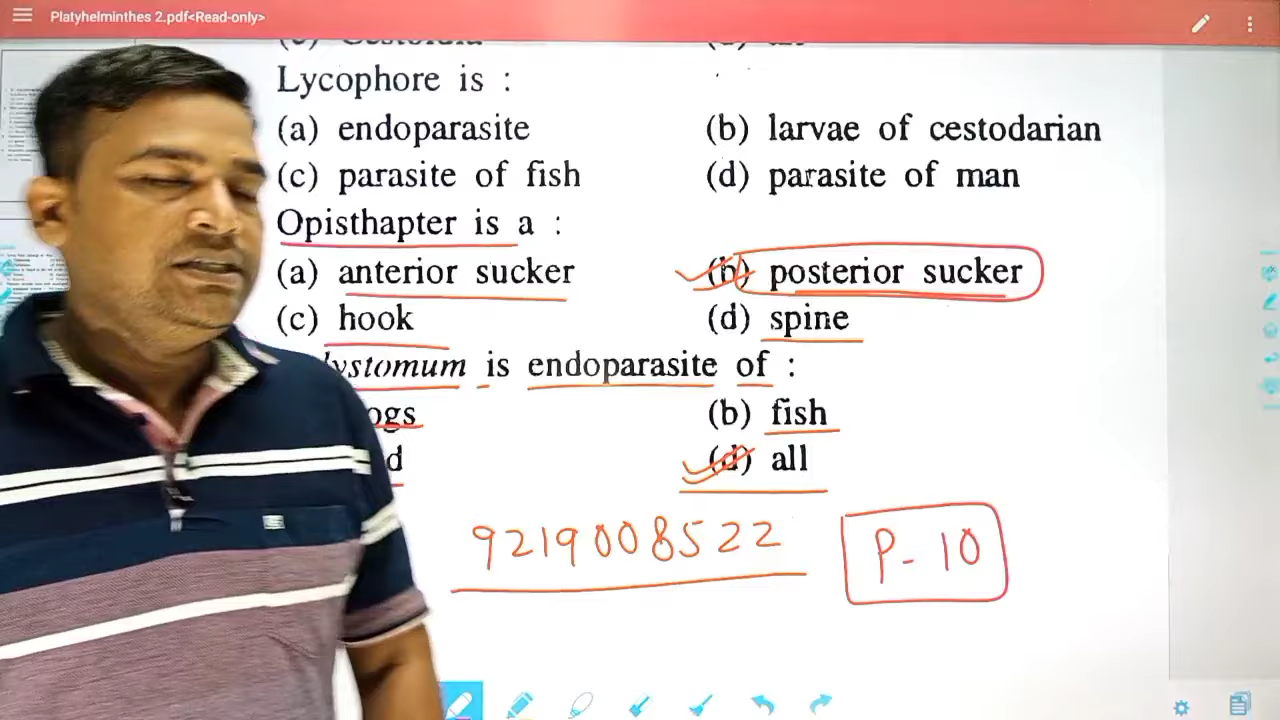 Platyhelminthes 2.pdf<Read-only>
Lycophore is :
(a) endoparasite (b) larvae of cestodarian
(c) parasite of fish (d) parasite of man
Opisthapter is a :
(a) anterior sucker (b) posterior sucker
(c) hook (d) spine
lystomum is endoparasite of :
ogs (b) fish
d (d) all
9219008522 P-10